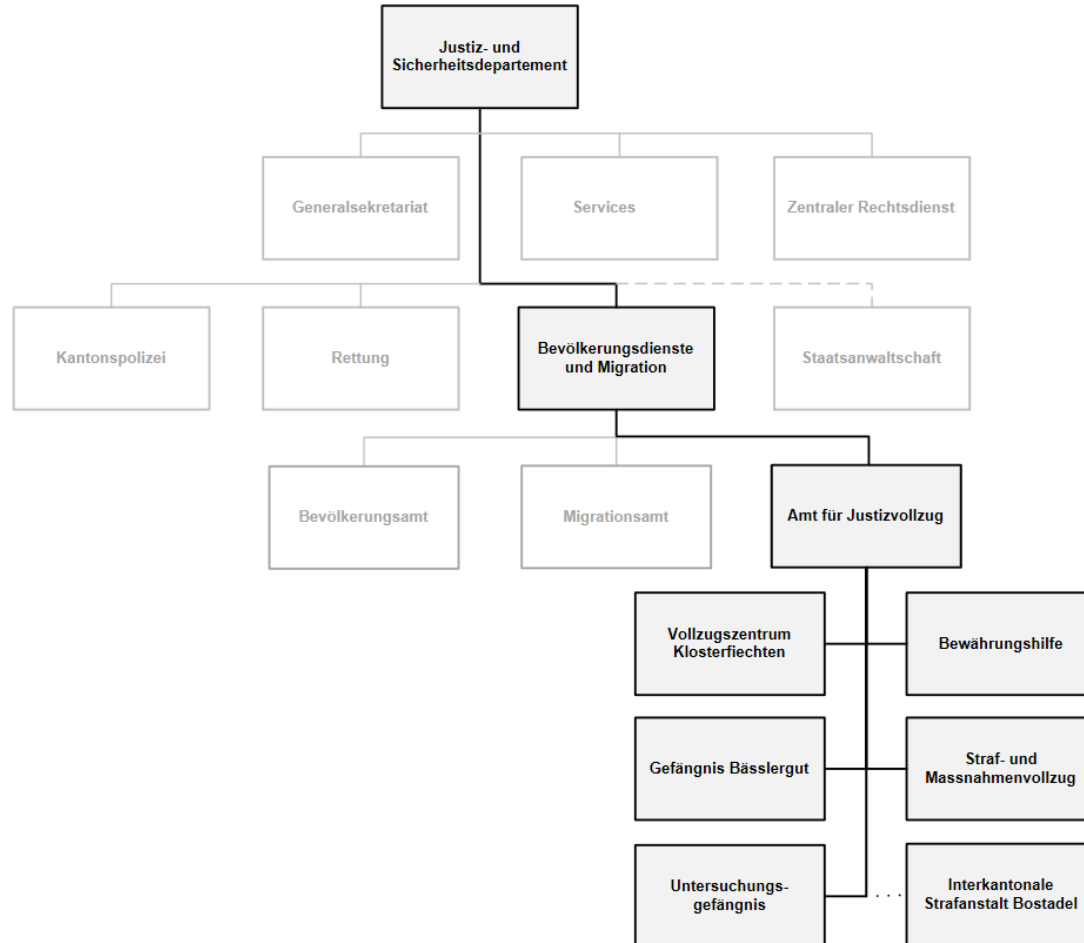 Justiz- und
Sicherheitsdepartement
Generalsekretariat
Services
Zentraler Rechtsdienst
Kantonspolizei
Rettung
Bevölkerungsdienste
und Migration
Staatsanwaltschaft
Bevölkerungsamt
Migrationsamt
Amt für Justizvollzug
Vollzugszentrum
Klosterfiechten
Bewährungshilfe
Gefängnis Bässlergut
Straf- und
Massnahmenvollzug
Untersuchungs-
gefängnis
Interkantonale
Strafanstalt Bostadel